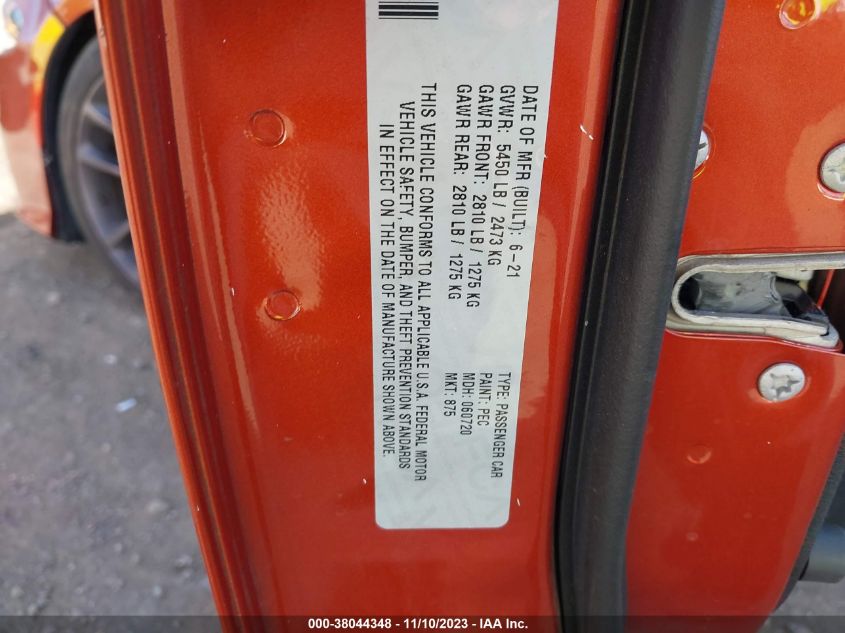 DATE OF MFR (BUILT): 6-21
GVWR: 5450 LB / 2473 KG
GAWR FRONT: 2810 LB / 1275 KG
GAWR REAR: 2810 LB / 1275 KG
THIS VEHICLE CONFORMS TO ALL APPLICABLE U.S.A. FEDERAL MOTOR
VEHICLE SAFETY, BUMPER, AND THEFT PREVENTION STANDARDS
IN EFFECT ON THE DATE OF MANUFACTURE SHOWN ABOVE.
TYPE: PASSENGER CAR
PAINT: PEC
MDH: 060720
MKT: 875
000-38044348 - 11/10/2023 - IAA Inc.